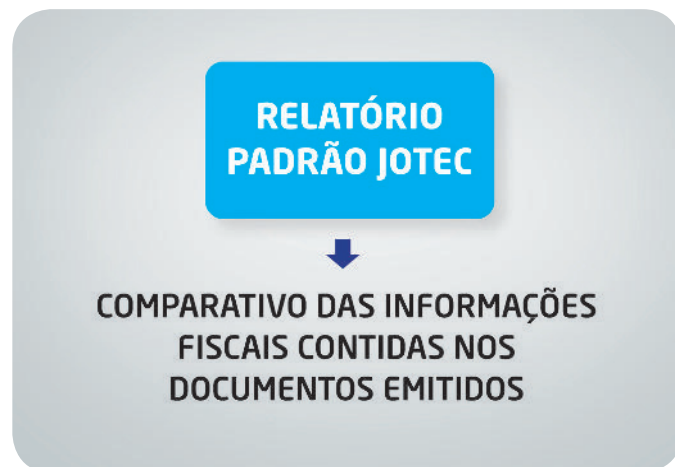 RELATÓRIO
PADRÃO JOTEC
COMPARATIVO DAS INFORMAÇÕES
FISCAIS CONTIDAS NOS
DOCUMENTOS EMITIDOS